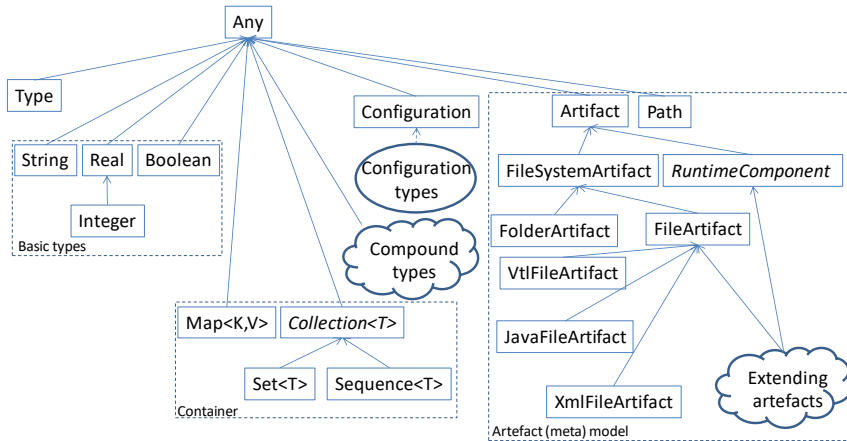 Any
Type
Configuration
Artifact
Path
String
Real
Boolean
Configuration
types
FileSystemArtifact
RuntimeComponent
Integer
Basic types
FolderArtifact
FileArtifact
Compound
types
VtlFileArtifact
Map<K,V>
Collection<T>
JavaFileArtifact
Set<T>
Sequence<T>
Extending
artefacts
XmlFileArtifact
Container
Artefact (meta) model